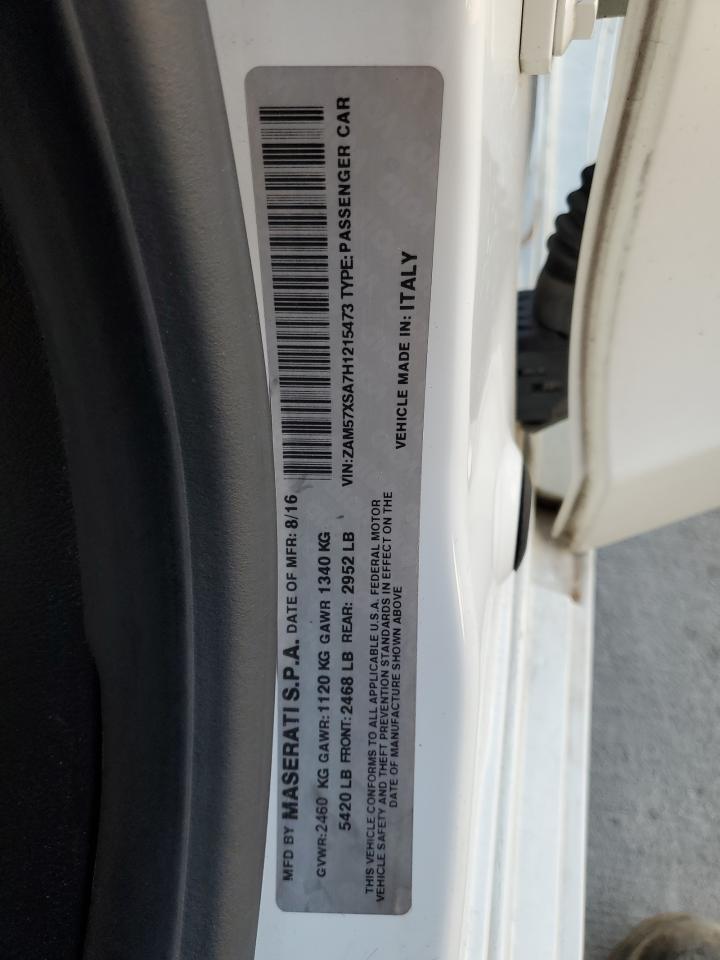 MFD BY MASERATI S.P.A. DATE OF MFR: 8/16
GVWR:2460 KG GAWR:1120 KG GAWR 1340 KG
5420 LB FRONT:2468 LB REAR: 2952 LB
VIN:ZAM57XSA7H1215473 TYPE:PASSENGER CAR
THIS VEHICLE CONFORMS TO ALL APPLICABLE U.S.A. FEDERAL MOTOR
VEHICLE SAFETY AND THEFT PREVENTION STANDARDS IN EFFECT ON THE
DATE OF MANUFACTURE SHOWN ABOVE
VEHICLE MADE IN: ITALY